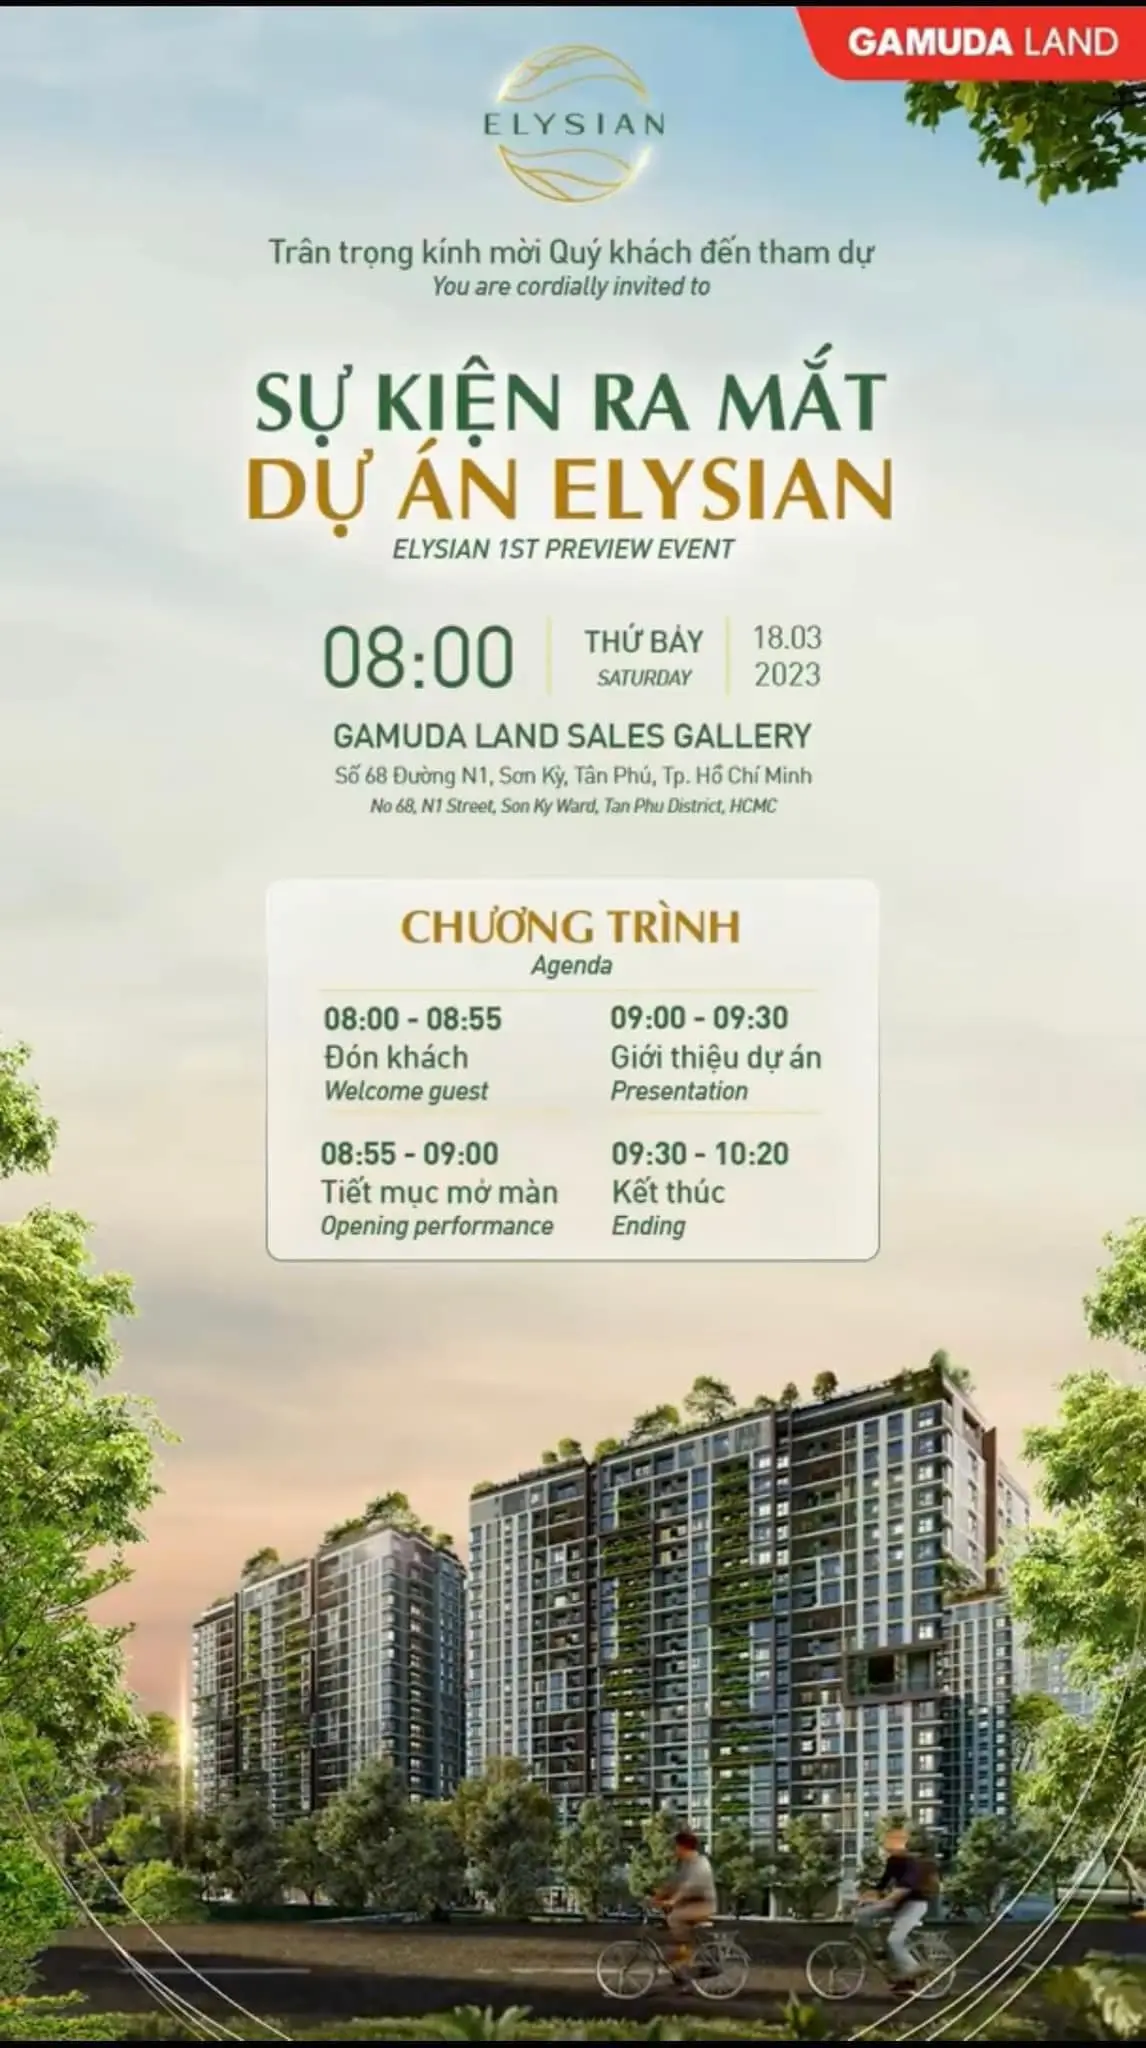 GAMUDA LAND
ELYSIAN
Trân trọng kính mời Quý khách đến tham dự
You are cordially invited to
SỰ KIỆN RA MẮT
DỰ ÁN ELYSIAN
ELYSIAN 1ST PREVIEW EVENT
08:00
THỨ BẢY
SATURDAY
18.03
2023
GAMUDA LAND SALES GALLERY
Số 68 Đường N1, Sơn Kỳ, Tân Phú, Tp. Hồ Chí Minh
No 68, N1 Street, Son Ky Ward, Tan Phu District, HCMC
CHƯƠNG TRÌNH
Agenda
08:00 - 08:55
Đón khách
Welcome guest
08:55 - 09:00
Tiết mục mở màn
Opening performance
09:00 - 09:30
Giới thiệu dự án
Presentation
09:30 - 10:20
Kết thúc
Ending